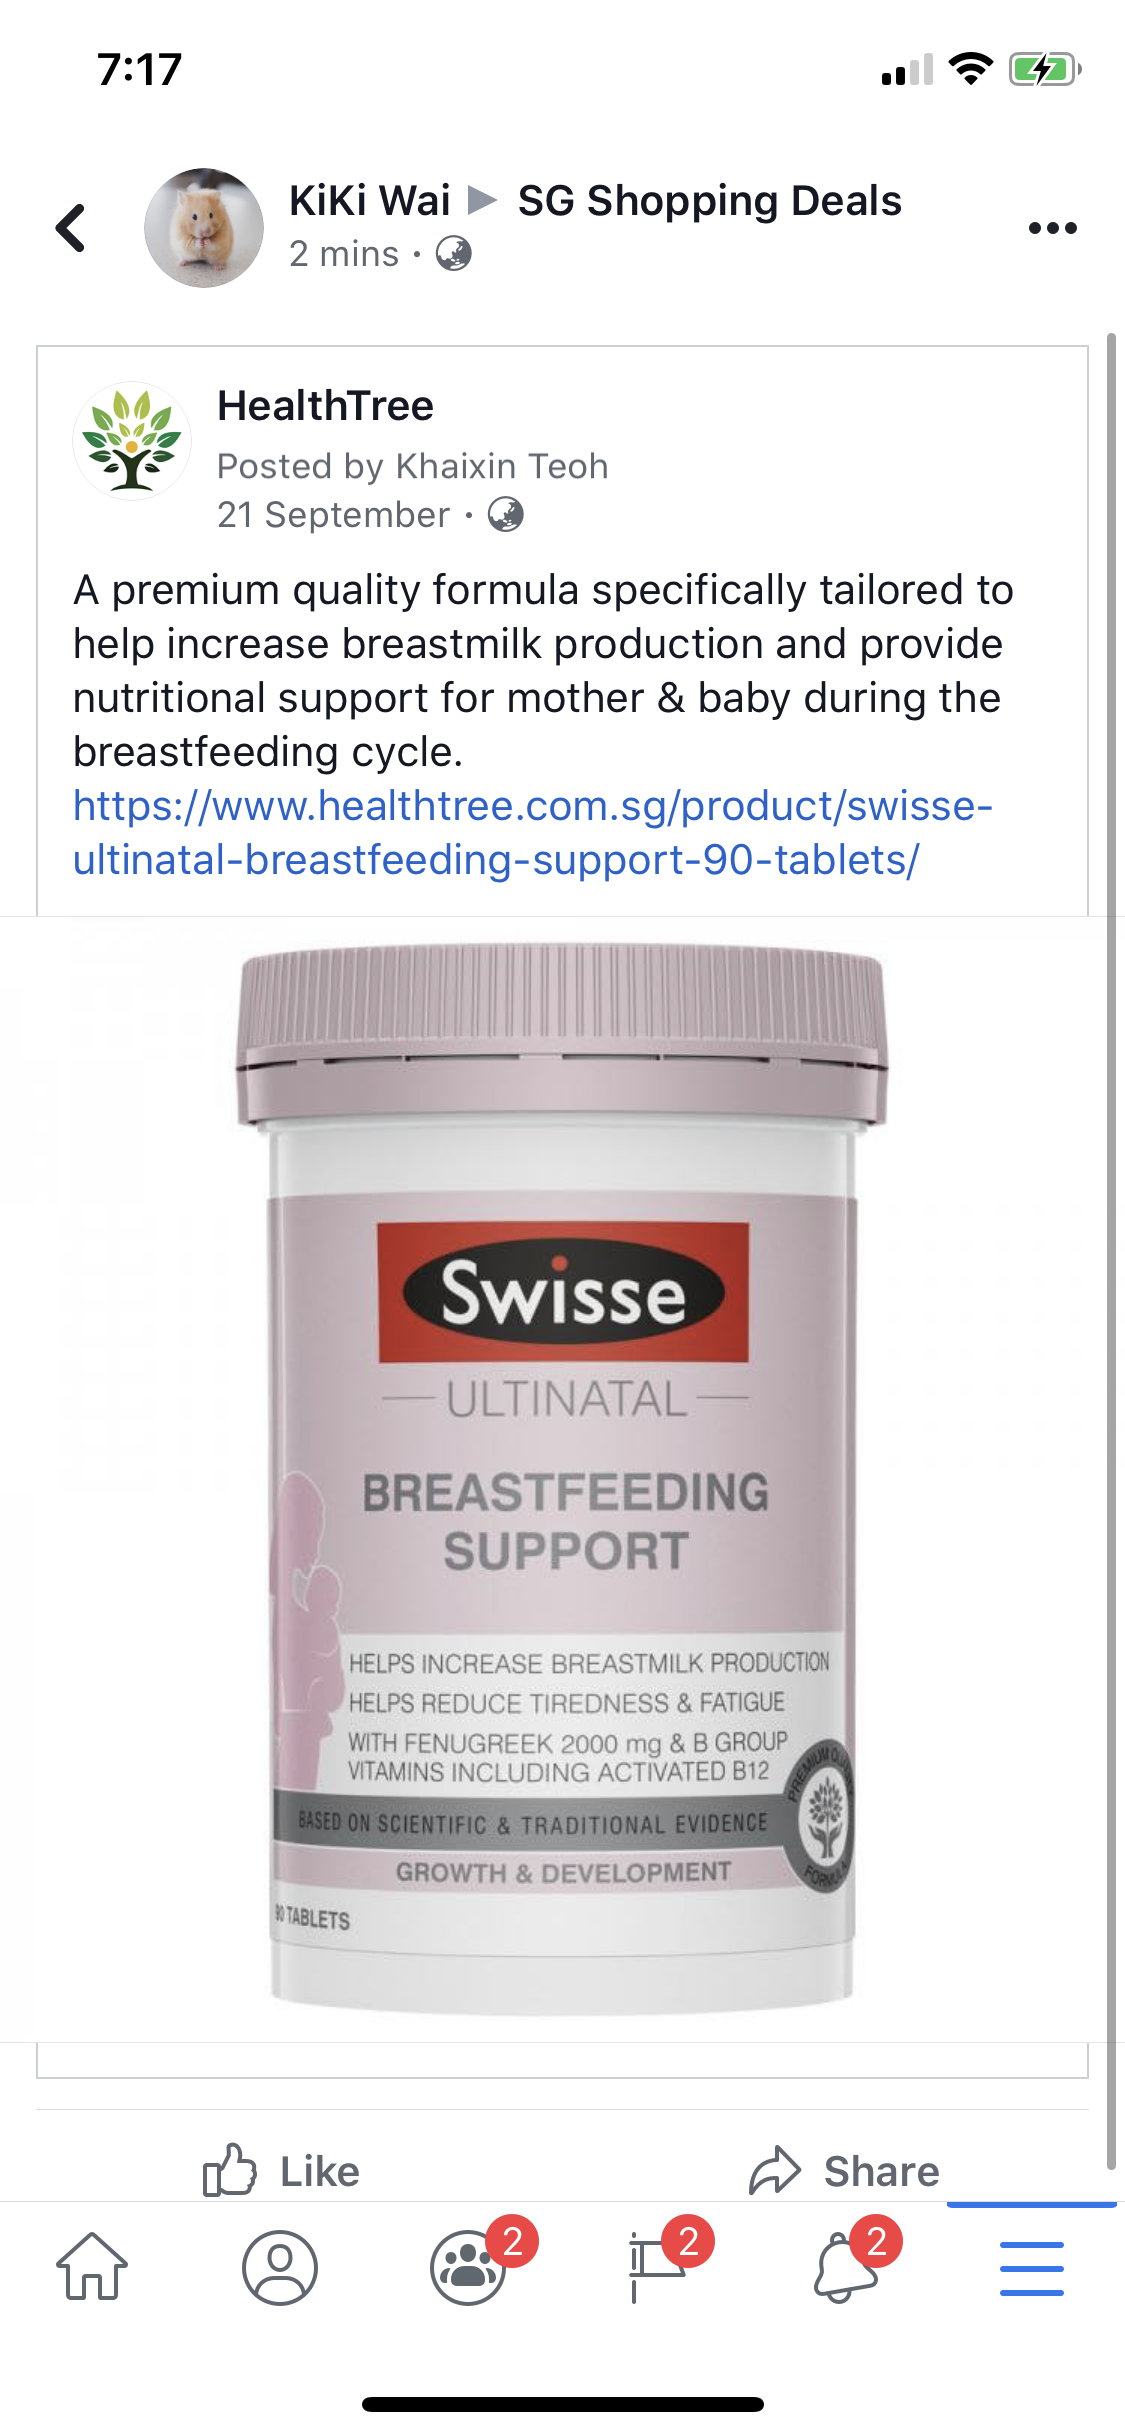 7:17
KiKi Wai ▶ SG Shopping Deals
2 mins ·
HealthTree
Posted by Khaixin Teoh
21 September ·
A premium quality formula specifically tailored to
help increase breastmilk production and provide
nutritional support for mother & baby during the
breastfeeding cycle.
https://www.healthtree.com.sg/product/swisse-
ultinatal-breastfeeding-support-90-tablets/
Swisse
ULTINATAL
BREASTFEEDING
SUPPORT
HELPS INCREASE BREASTMILK PRODUCTION
HELPS REDUCE TIREDNESS & FATIGUE
WITH FENUGREEK 2000 mg & B GROUP
VITAMINS INCLUDING ACTIVATED B12
PREMIUM
FORMULA
BASED ON SCIENTIFIC & TRADITIONAL EVIDENCE
GROWTH & DEVELOPMENT
90 TABLETS
Like
Share
2
2
2